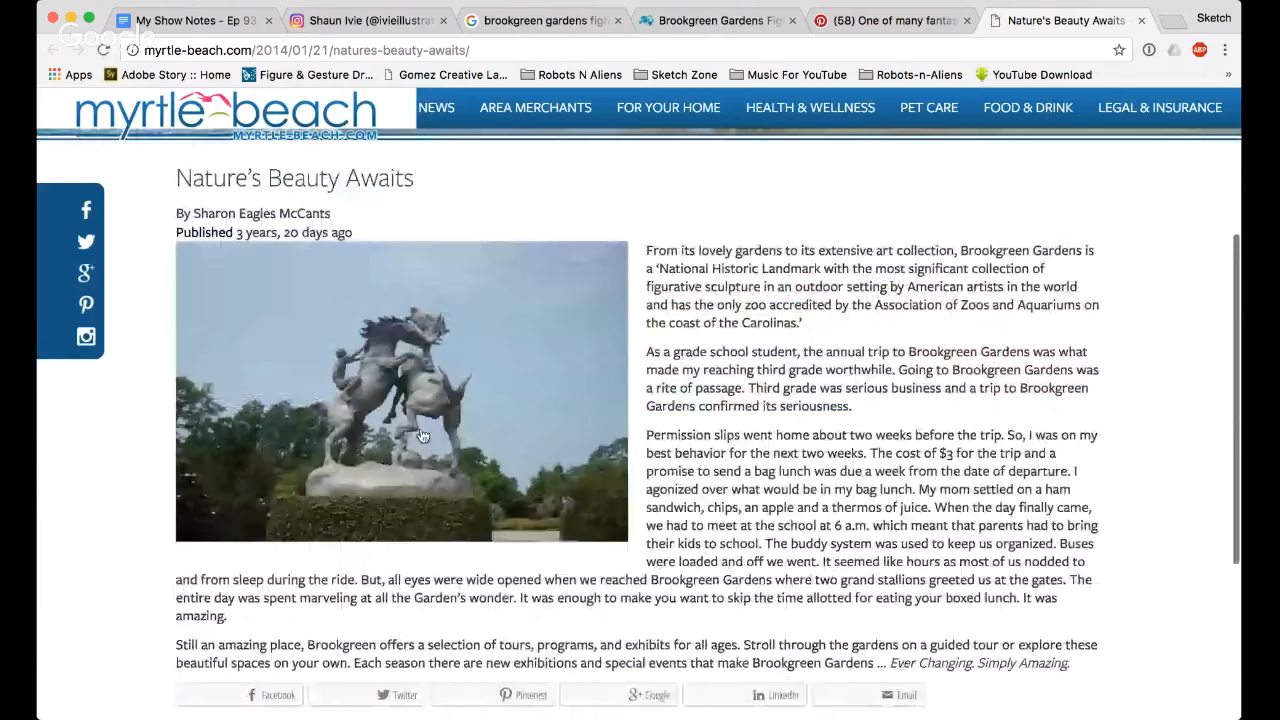 My Show Notes - Ep 93
Shaun Ivie (@ivieillustrat
brookgreen gardens figh
Brookgreen Gardens Fig
(58) One of many fantas
Nature's Beauty Awaits -
Sketch
Google
myrtle-beach.com/2014/01/21/natures-beauty-awaits/
ABP
Apps
Adobe Story :: Home
Figure & Gesture Dr...
Gomez Creative La...
Robots N Aliens
Sketch Zone
Music For YouTube
Robots-n-Aliens
YouTube Download
»
myrtle-beach
MYRTLE-BEACH.COM
NEWS
AREA MERCHANTS
FOR YOUR HOME
HEALTH & WELLNESS
PET CARE
FOOD & DRINK
LEGAL & INSURANCE
Nature's Beauty Awaits
By Sharon Eagles McCants
Published 3 years, 20 days ago
From its lovely gardens to its extensive art collection, Brookgreen Gardens is
a ‘National Historic Landmark with the most significant collection of
figurative sculpture in an outdoor setting by American artists in the world
and has the only zoo accredited by the Association of Zoos and Aquariums on
the coast of the Carolinas.’
As a grade school student, the annual trip to Brookgreen Gardens was what
made my reaching third grade worthwhile. Going to Brookgreen Gardens was
a rite of passage. Third grade was serious business and a trip to Brookgreen
Gardens confirmed its seriousness.
Permission slips went home about two weeks before the trip. So, I was on my
best behavior for the next two weeks. The cost of $3 for the trip and a
promise to send a bag lunch was due a week from the date of departure. I
agonized over what would be in my bag lunch. My mom settled on a ham
sandwich, chips, an apple and a thermos of juice. When the day finally came,
we had to meet at the school at 6 a.m. which meant that parents had to bring
their kids to school. The buddy system was used to keep us organized. Buses
were loaded and off we went. It seemed like hours as most of us nodded to
and from sleep during the ride. But, all eyes were wide opened when we reached Brookgreen Gardens where two grand stallions greeted us at the gates. The
entire day was spent marveling at all the Garden's wonder. It was enough to make you want to skip the time allotted for eating your boxed lunch. It was
amazing.
Still an amazing place, Brookgreen offers a selection of tours, programs, and exhibits for all ages. Stroll through the gardens on a guided tour or explore these
beautiful spaces on your own. Each season there are new exhibitions and special events that make Brookgreen Gardens ... Ever Changing. Simply Amazing.
Facebook
Twitter
Pinterest
Google
LinkedIn
Email